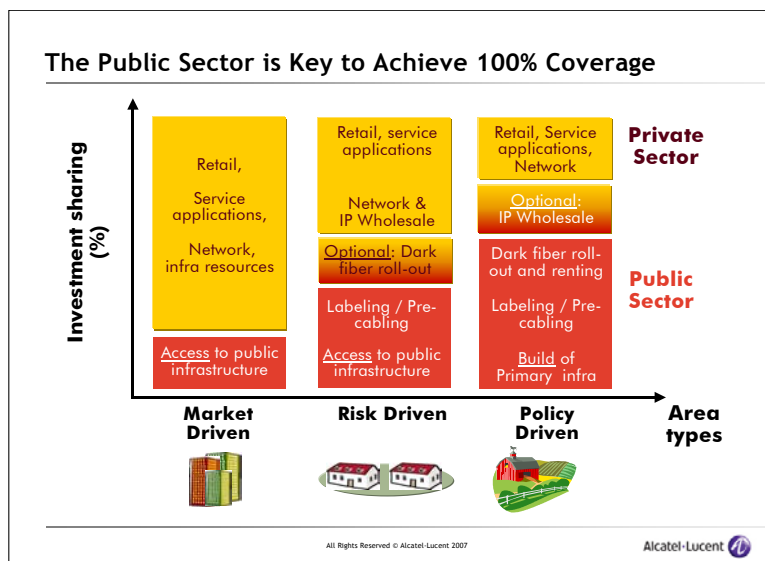 The Public Sector is Key to Achieve 100% Coverage
Investment sharing
(%)
Retail,
Service
applications,
Network,
infra resources
Access to public
infrastructure
Retail, service
applications
Network &
IP Wholesale
Optional: Dark
fiber roll-out
Labeling / Pre-
cabling
Access to public
infrastructure
Retail, Service
applications,
Network
Optional:
IP Wholesale
Dark fiber roll-
out and renting
Labeling / Pre-
cabling
Build of
Primary infra
Private
Sector
Public
Sector
Market
Driven
Risk Driven
Policy
Driven
Area
types
All Rights Reserved © Alcatel-Lucent 2007
Alcatel·Lucent